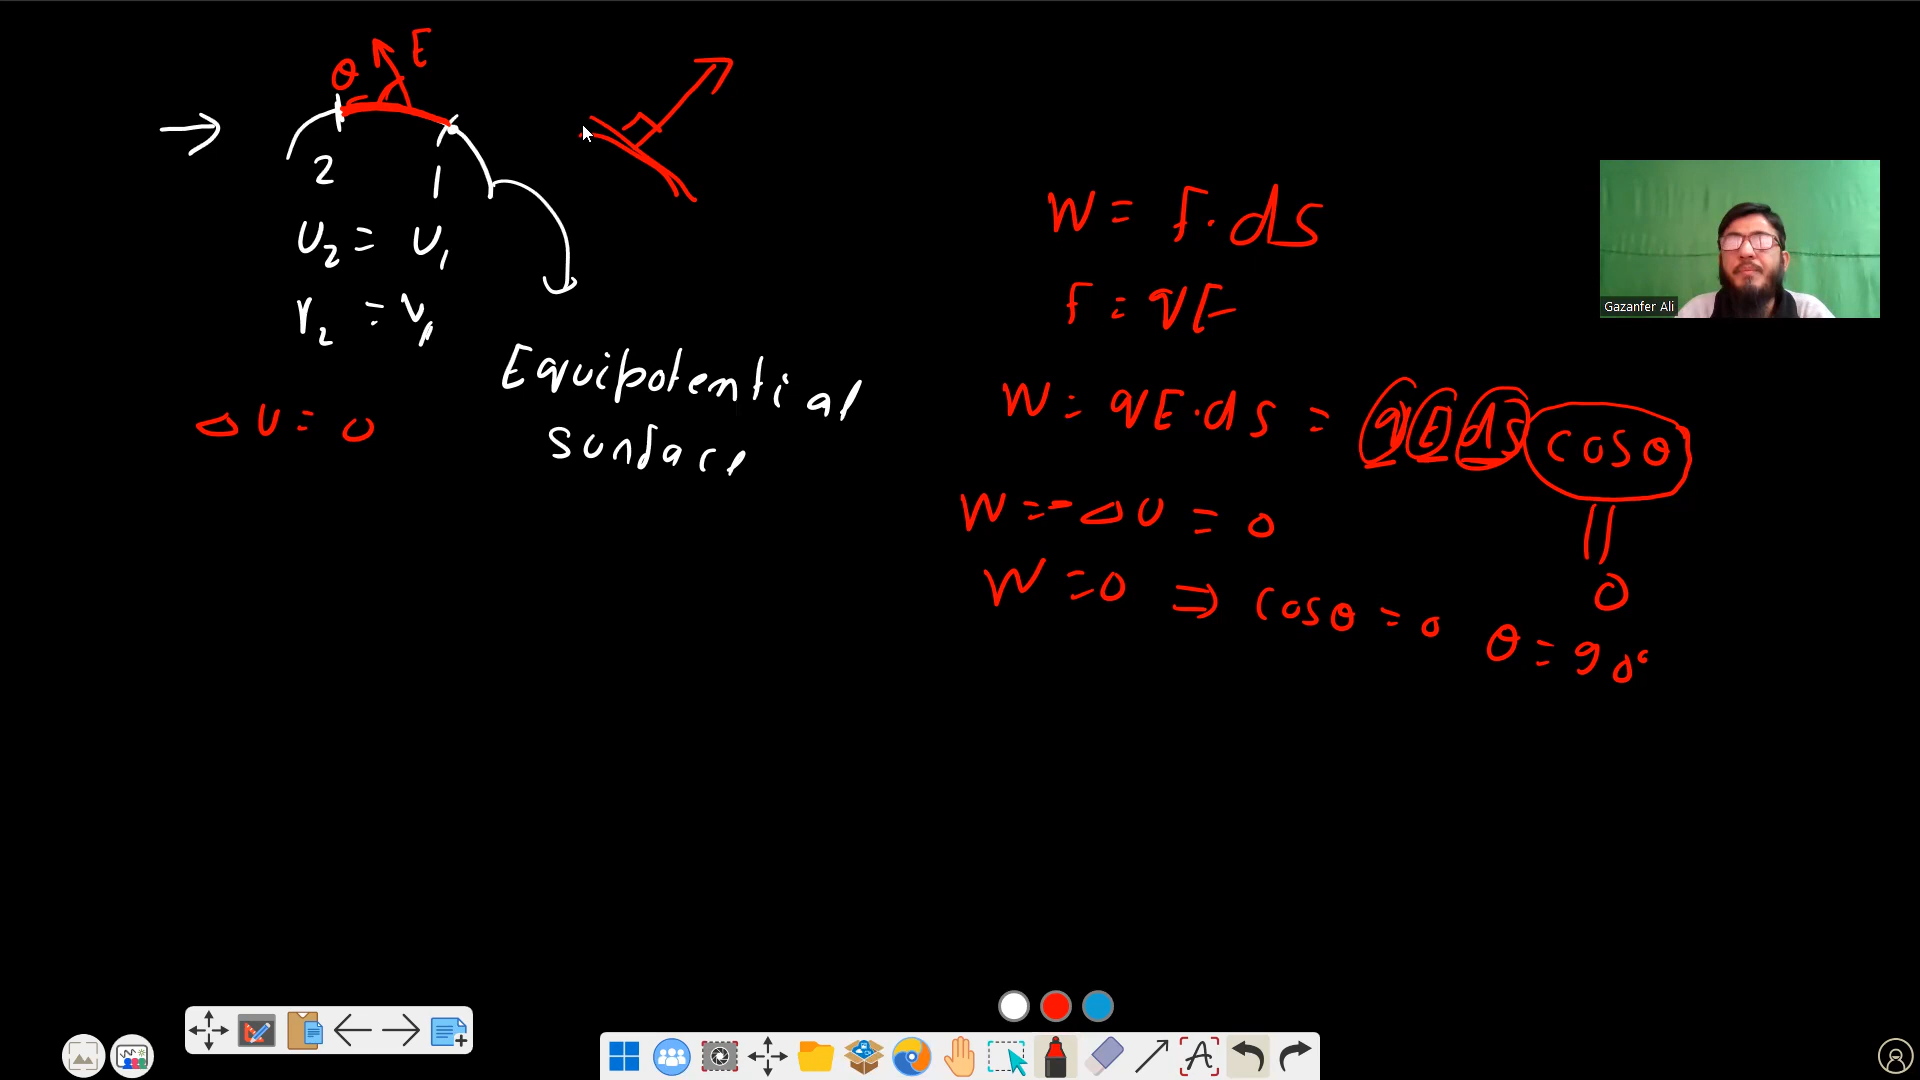 θ E
2 1
U₂ = U₁
V₂ = V₁
Equipotential
surface
ΔU = 0
W = F · ds
F = qE
W = qE · ds = qEds cosθ
W = -ΔU = 0
||
0
W = 0 ⇒ cosθ = 0 θ = 90°
Gazanfer Ali